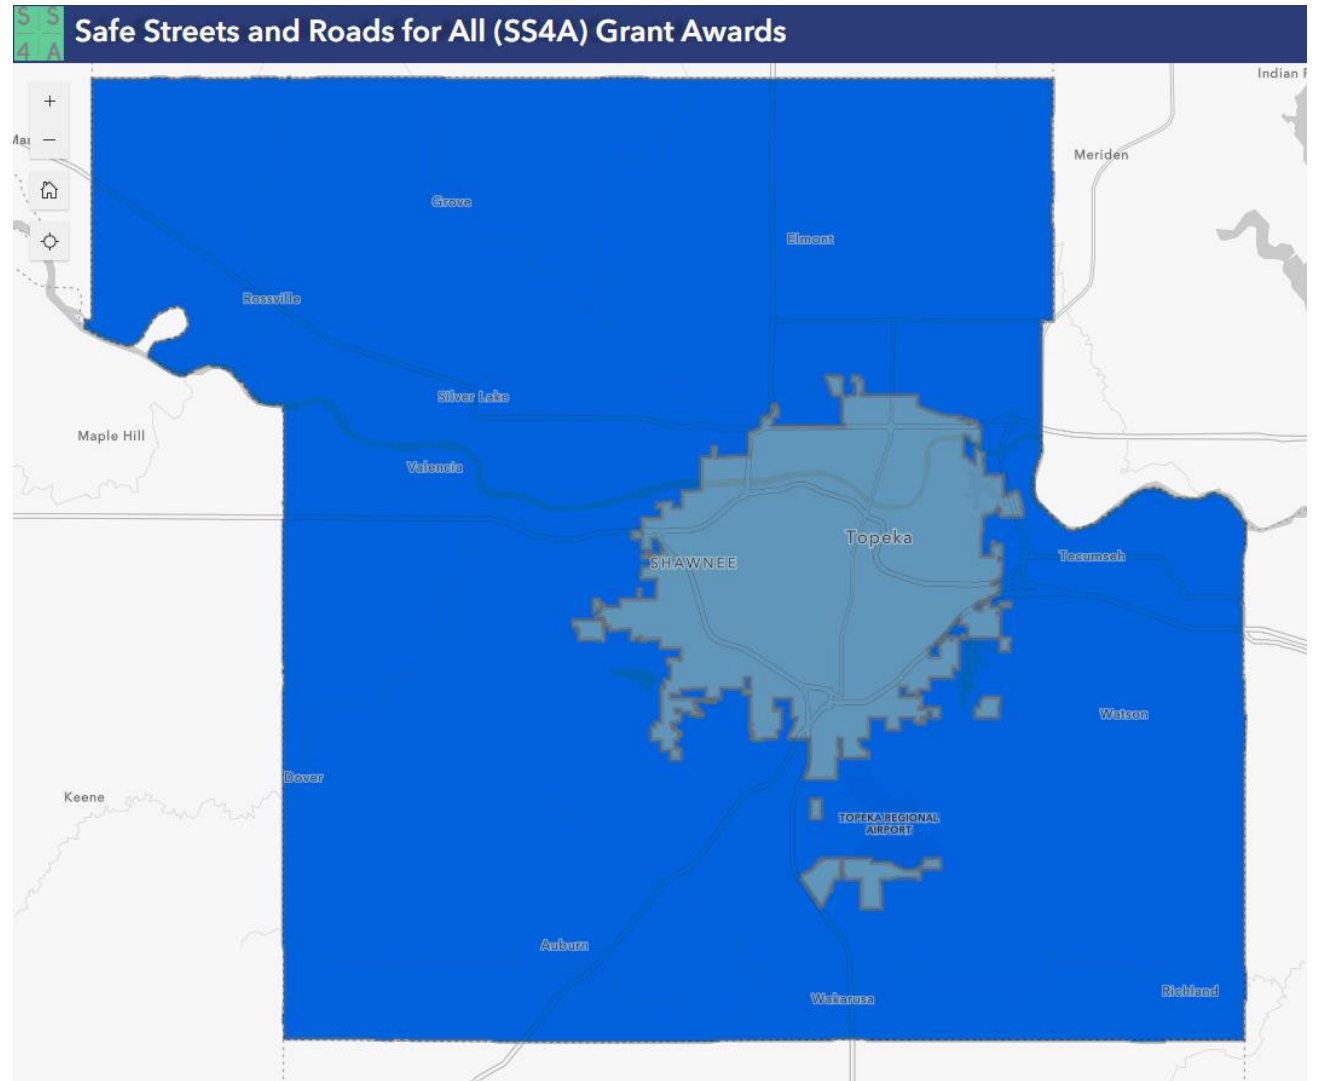 S S
4 A
Safe Streets and Roads for All (SS4A) Grant Awards
+
−
Meriden
Grove
Elmont
Rossville
Silver Lake
Maple Hill
Valencia
Topeka
SHAWNEE
Tecumseh
Watson
Dover
Keene
TOPEKA REGIONAL
AIRPORT
Auburn
Wakarusa
Richland
Indian